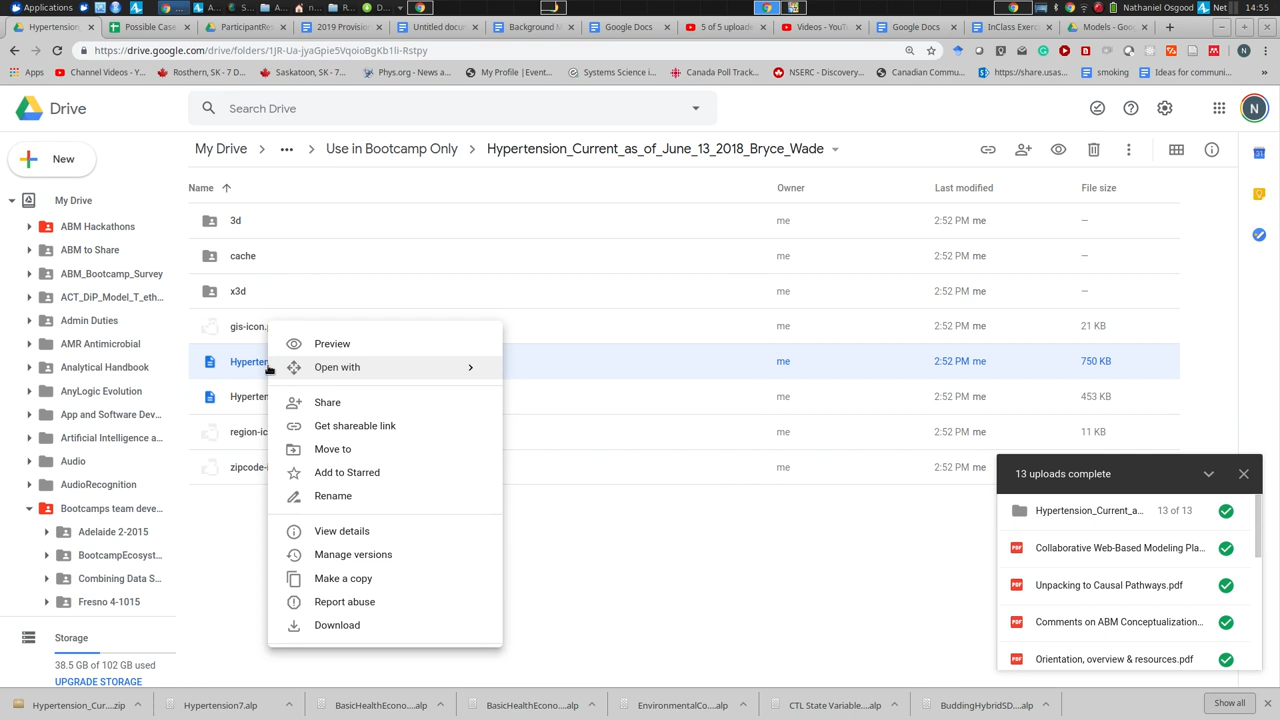 Applications
Nathaniel Osgood
14:55
Hypertension_
Possible Case
ParticipantRes
2019 Provision
Untitled docume
Background M
Google Docs
5 of 5 uploade
Videos - YouTu
Google Docs
InClass Exerc
Models - Goog
https://drive.google.com/drive/folders/1JR-Ua-jyaGpie5VqoioBgKb1li-Rstpy
Apps
Channel Videos - Y...
Rosthern, SK - 7 D...
Saskatoon, SK - 7...
Phys.org - News a...
My Profile | Event...
Systems Science i...
Canada Poll Track...
NSERC - Discovery...
Canadian Commu...
https://share.usas...
smoking
Ideas for communi...
»
Drive
Search Drive
N
New
My Drive
•••
Use in Bootcamp Only
Hypertension_Current_as_of_June_13_2018_Bryce_Wade
Name
Owner
Last modified
File size
3d
me
2:52 PM me
—
cache
me
2:52 PM me
—
x3d
me
2:52 PM me
—
gis-icon.
me
2:52 PM me
21 KB
Hyperten
me
2:52 PM me
750 KB
Hyperten
me
2:52 PM me
453 KB
region-ic
me
2:52 PM me
11 KB
zipcode-i
me
2:52 PM me
My Drive
ABM Hackathons
ABM to Share
ABM_Bootcamp_Survey
ACT_DiP_Model_T_eth...
Admin Duties
AMR Antimicrobial
Analytical Handbook
AnyLogic Evolution
App and Software Dev...
Artificial Intelligence a...
Audio
AudioRecognition
Bootcamps team deve...
Adelaide 2-2015
BootcampEcosyst...
Combining Data S...
Fresno 4-1015
Storage
38.5 GB of 102 GB used
UPGRADE STORAGE
Preview
Open with
Share
Get shareable link
Move to
Add to Starred
Rename
View details
Manage versions
Make a copy
Report abuse
Download
13 uploads complete
Hypertension_Current_a...
13 of 13
Collaborative Web-Based Modeling Pla...
Unpacking to Causal Pathways.pdf
Comments on ABM Conceptualization...
Orientation, overview & resources.pdf
Hypertension_Cur....zip
Hypertension7.alp
BasicHealthEcono....alp
BasicHealthEcono....alp
EnvironmentalCo....alp
CTL State Variable....alp
BuddingHybridSD....alp
Show all